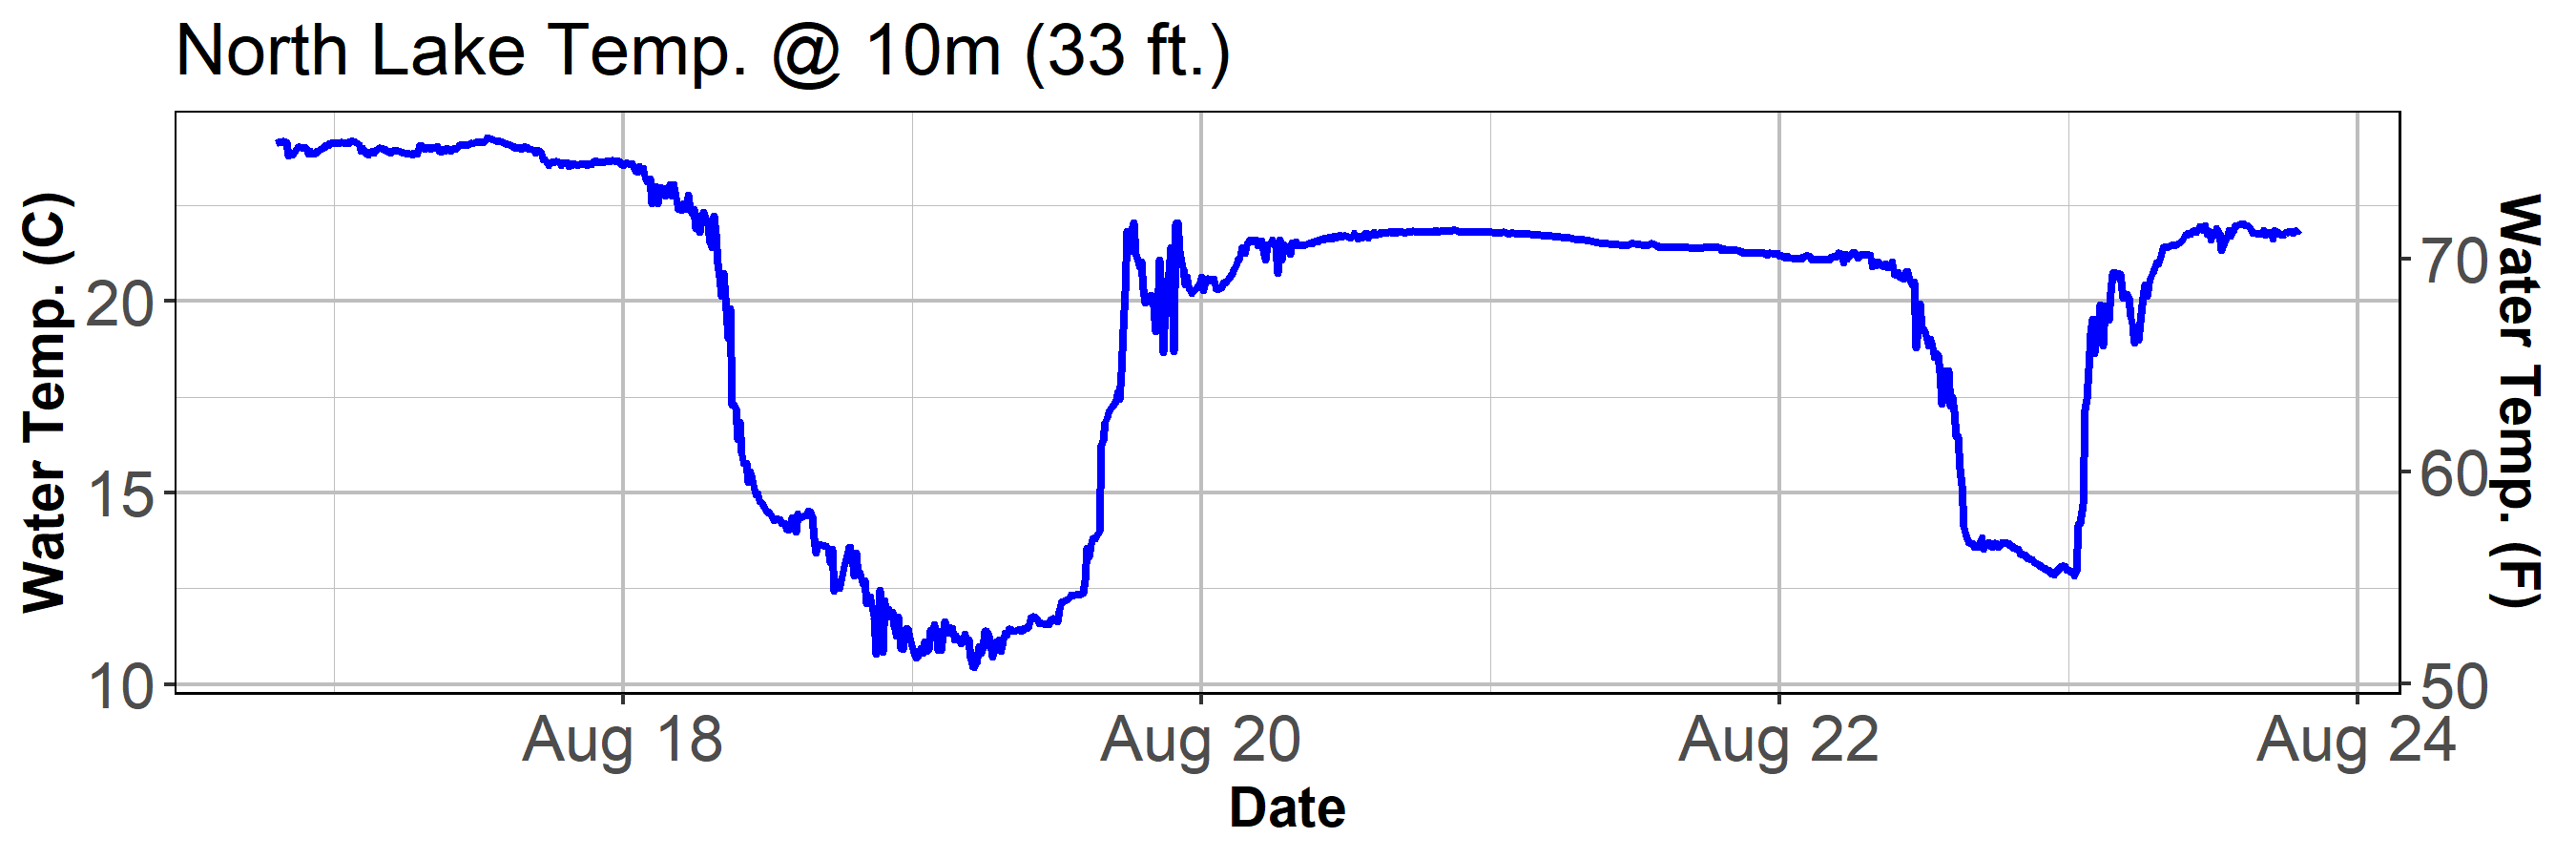 North Lake Temp. @ 10m (33 ft.)
Water Temp. (C)
20
15
10
70
60
50
Water Temp. (F)
Aug 18
Aug 20
Aug 22
Aug 24
Date